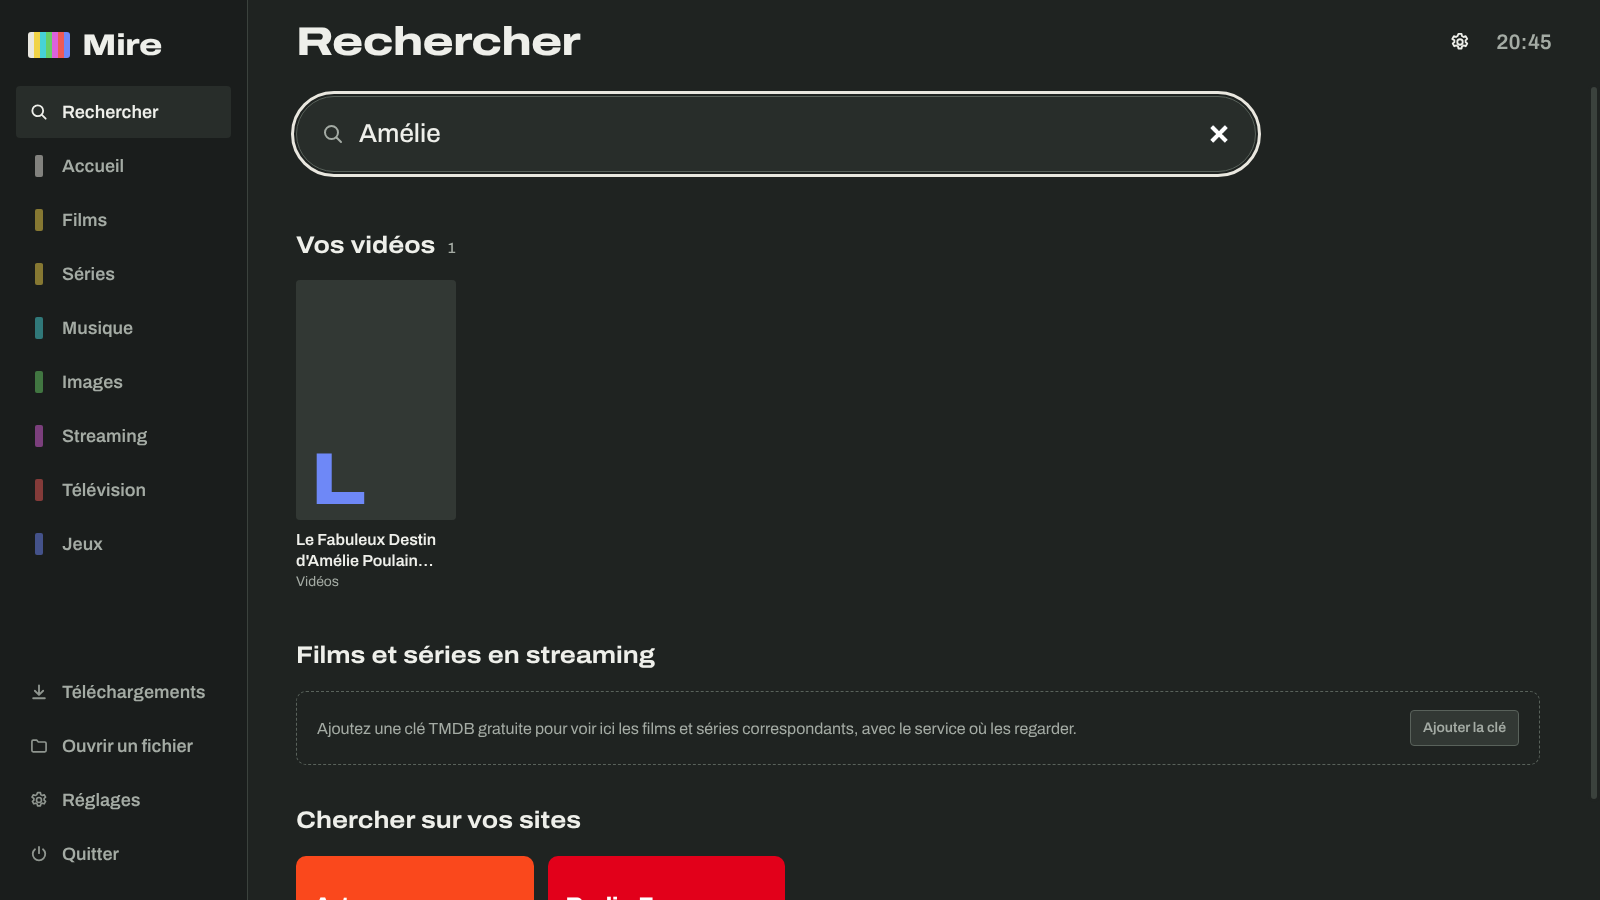 Mire
Rechercher
Accueil
Films
Séries
Musique
Images
Streaming
Télévision
Jeux
Téléchargements
Ouvrir un fichier
Réglages
Quitter
Rechercher
20:45
Amélie
Vos vidéos 1
L
Le Fabuleux Destin
d'Amélie Poulain...
Vidéos
Films et séries en streaming
Ajoutez une clé TMDB gratuite pour voir ici les films et séries correspondants, avec le service où les regarder.
Ajouter la clé
Chercher sur vos sites